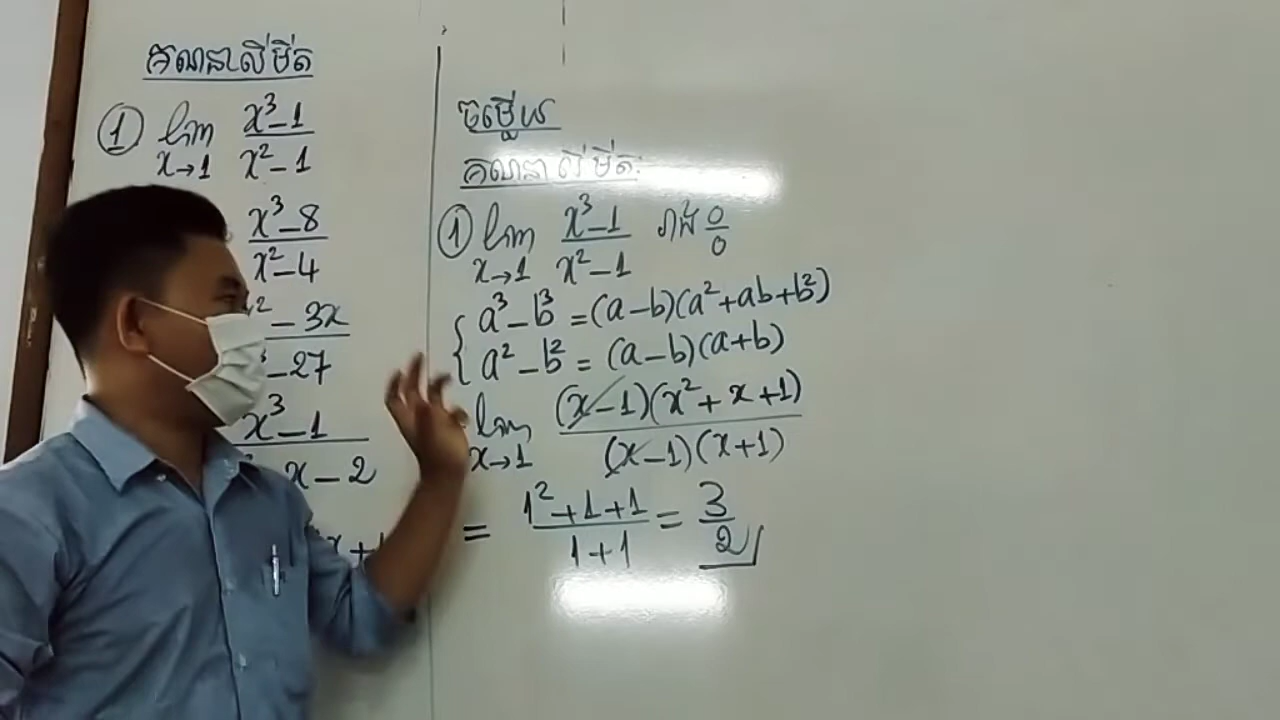 គណនាលីមីត
① lim x→1 x³-1 / x²-1
x³-8 / x²-4
-3x / -27
x³-1 / x-2
ចម្លើយ
គណនាលីមីត:
① lim x→1 x³-1 / x²-1 រាង 0/0
{ a³-b³=(a-b)(a²+ab+b²)
a²-b²=(a-b)(a+b)
lim x→1 (x-1)(x²+x+1) / (x-1)(x+1)
= 1²+1+1 / 1+1 = 3/2